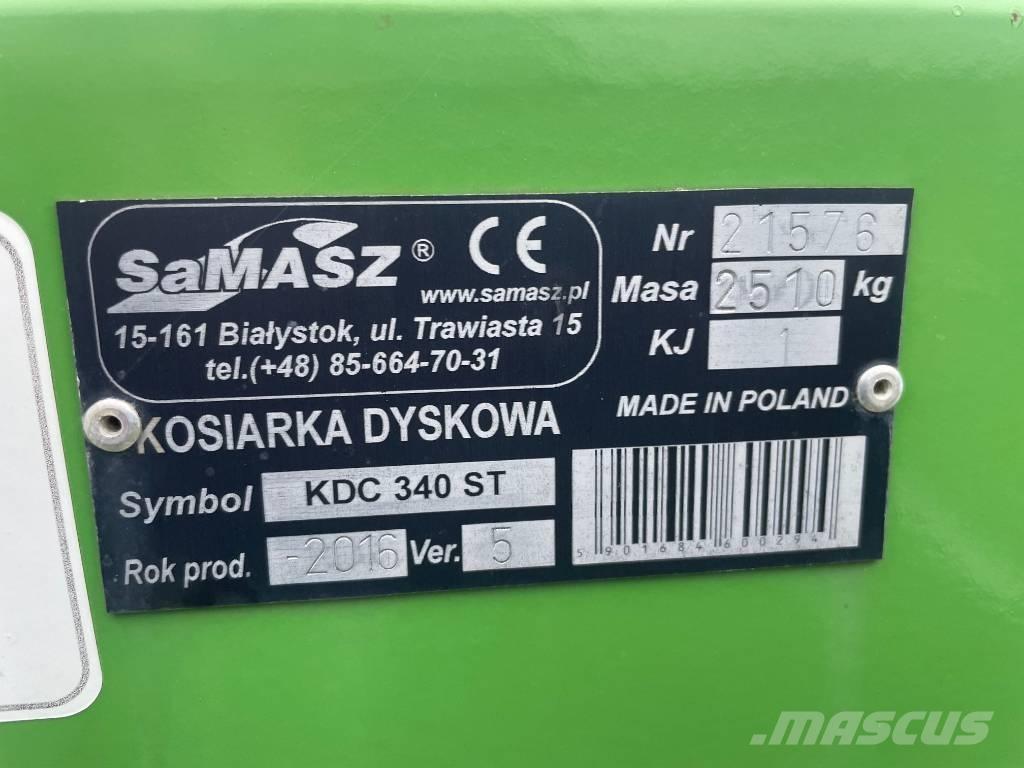 SaMASZ® CE
www.samasz.pl
15-161 Białystok, ul. Trawiasta 15
tel.(+48) 85-664-70-31
Nr 21576
Masa 2510 kg
KJ 1
MADE IN POLAND
KOSIARKA DYSKOWA
Symbol KDC 340 ST
Rok prod. -2016 Ver. 5
5901684600294
MASCUS